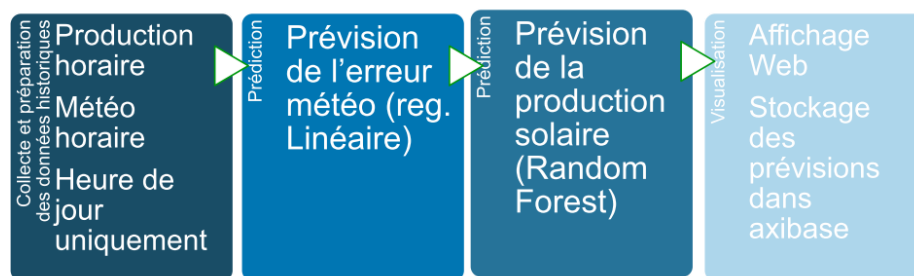 Collecte et préparation
des données historiques
Production
horaire
Météo
horaire
Heure de
jour
uniquement
Prédiction
Prévision
de l’erreur
météo (reg.
Linéaire)
Prédiction
Prévision
de la
production
solaire
(Random
Forest)
Visualisation
Affichage
Web
Stockage
des
prévisions
dans
axibase